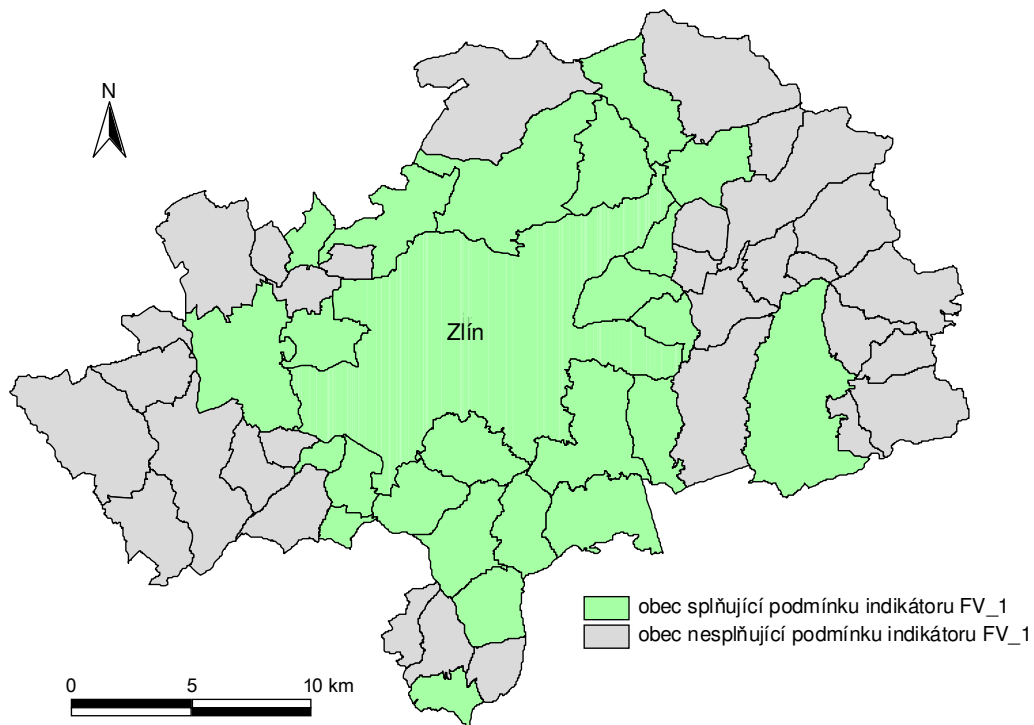 N
Zlín
obec splňující podmínku indikátoru FV_1
obec nesplňující podmínku indikátoru FV_1
0 5 10 km